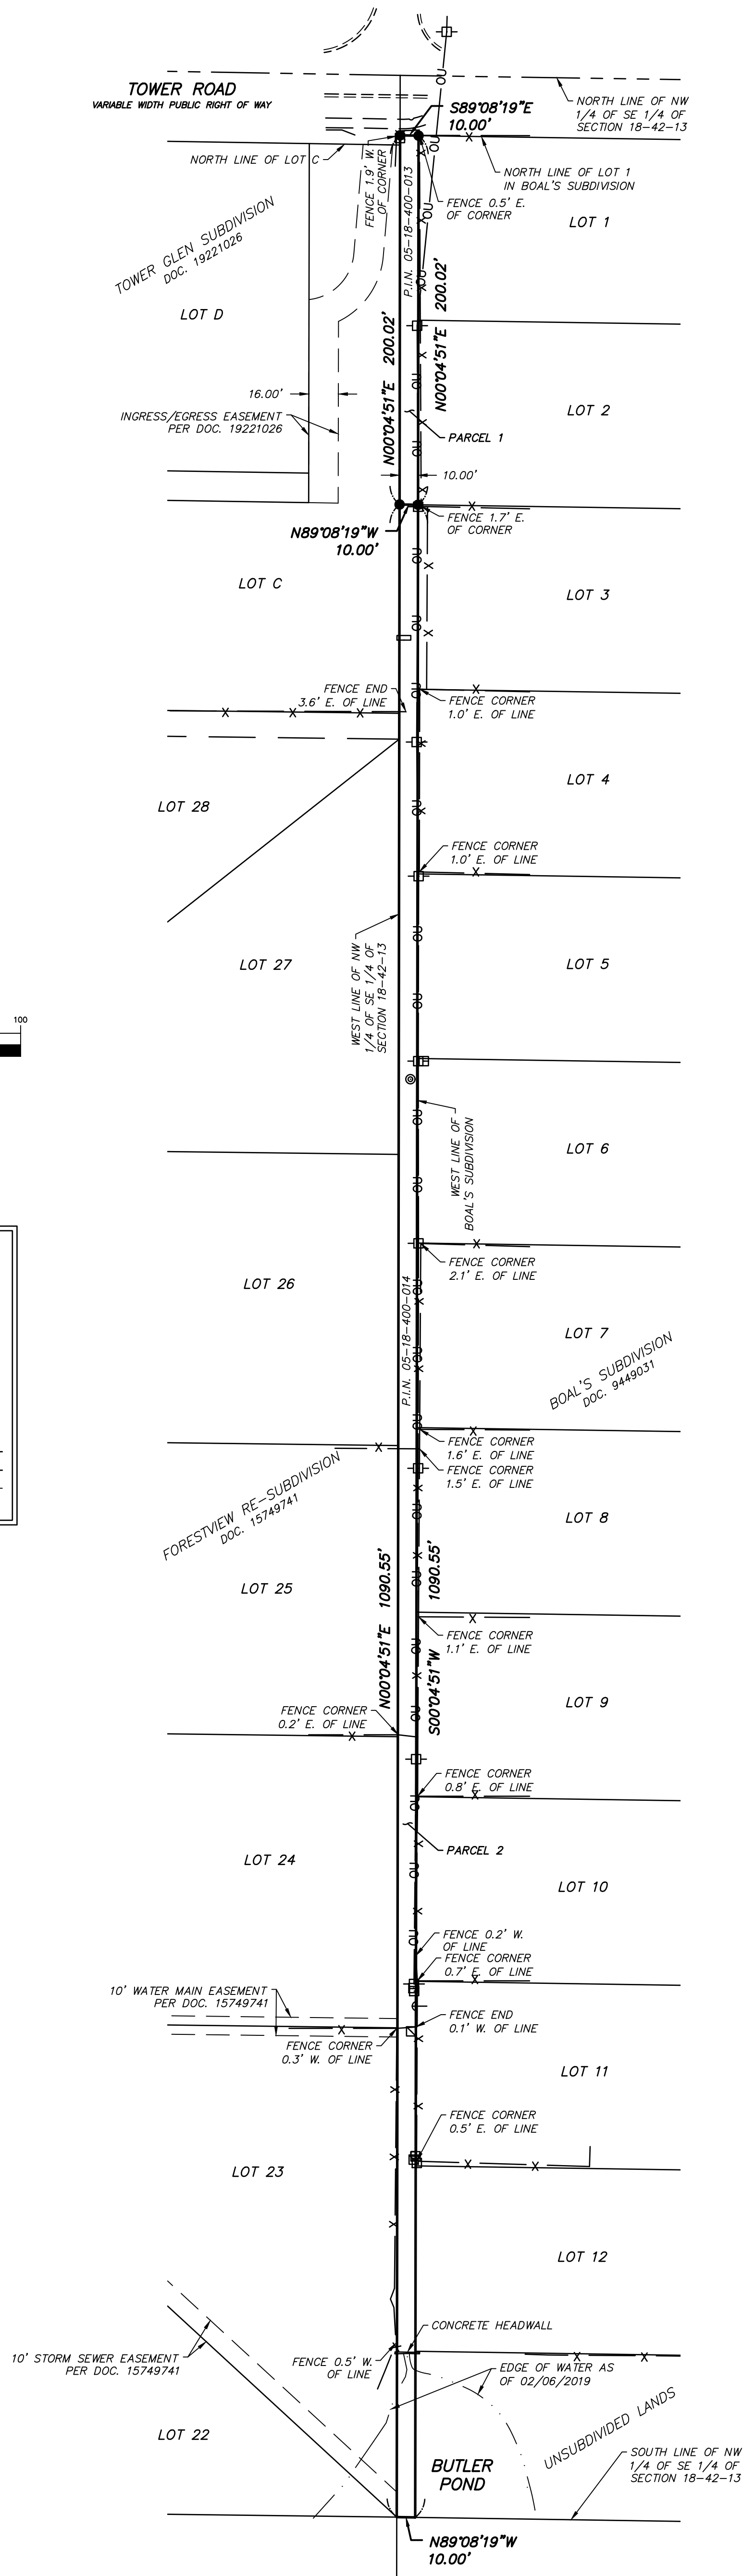 TOWER ROAD
VARIABLE WIDTH PUBLIC RIGHT OF WAY
S89°08'19"E
10.00'
NORTH LINE OF NW
1/4 OF SE 1/4 OF
SECTION 18-42-13
NORTH LINE OF LOT C
FENCE 1.9' W.
OF CORNER
P.I.N. 05-18-400-013
NORTH LINE OF LOT 1
IN BOAL'S SUBDIVISION
FENCE 0.5' E.
OF CORNER
LOT 1
TOWER GLEN SUBDIVISION
DOC. 19221026
LOT D
N00°04'51"E 200.02'
N00°04'51"E 200.02'
16.00'
INGRESS/EGRESS EASEMENT
PER DOC. 19221026
LOT 2
PARCEL 1
10.00'
FENCE 1.7' E.
OF CORNER
N89°08'19"W
10.00'
LOT C
LOT 3
FENCE END
3.6' E. OF LINE
FENCE CORNER
1.0' E. OF LINE
LOT 28
LOT 4
FENCE CORNER
1.0' E. OF LINE
LOT 27
WEST LINE OF NW
1/4 OF SE 1/4 OF
SECTION 18-42-13
LOT 5
100
WEST LINE OF
BOAL'S SUBDIVISION
LOT 6
FENCE CORNER
2.1' E. OF LINE
LOT 26
P.I.N. 05-18-400-014
LOT 7
BOAL'S SUBDIVISION
DOC. 9449031
FENCE CORNER
1.6' E. OF LINE
FENCE CORNER
1.5' E. OF LINE
FORESTVIEW RE-SUBDIVISION
DOC. 15749741
LOT 8
LOT 25
N00°04'51"E 1090.55'
S00°04'51"W 1090.55'
FENCE CORNER
1.1' E. OF LINE
FENCE CORNER
0.2' E. OF LINE
LOT 9
FENCE CORNER
0.8' E. OF LINE
LOT 24
PARCEL 2
LOT 10
FENCE 0.2' W.
OF LINE
FENCE CORNER
0.7' E. OF LINE
10' WATER MAIN EASEMENT
PER DOC. 15749741
FENCE END
0.1' W. OF LINE
FENCE CORNER
0.3' W. OF LINE
LOT 11
FENCE CORNER
0.5' E. OF LINE
LOT 23
LOT 12
CONCRETE HEADWALL
10' STORM SEWER EASEMENT
PER DOC. 15749741
FENCE 0.5' W.
OF LINE
EDGE OF WATER AS
OF 02/06/2019
UNSUBDIVIDED LANDS
LOT 22
BUTLER
POND
SOUTH LINE OF NW
1/4 OF SE 1/4 OF
SECTION 18-42-13
N89°08'19"W
10.00'